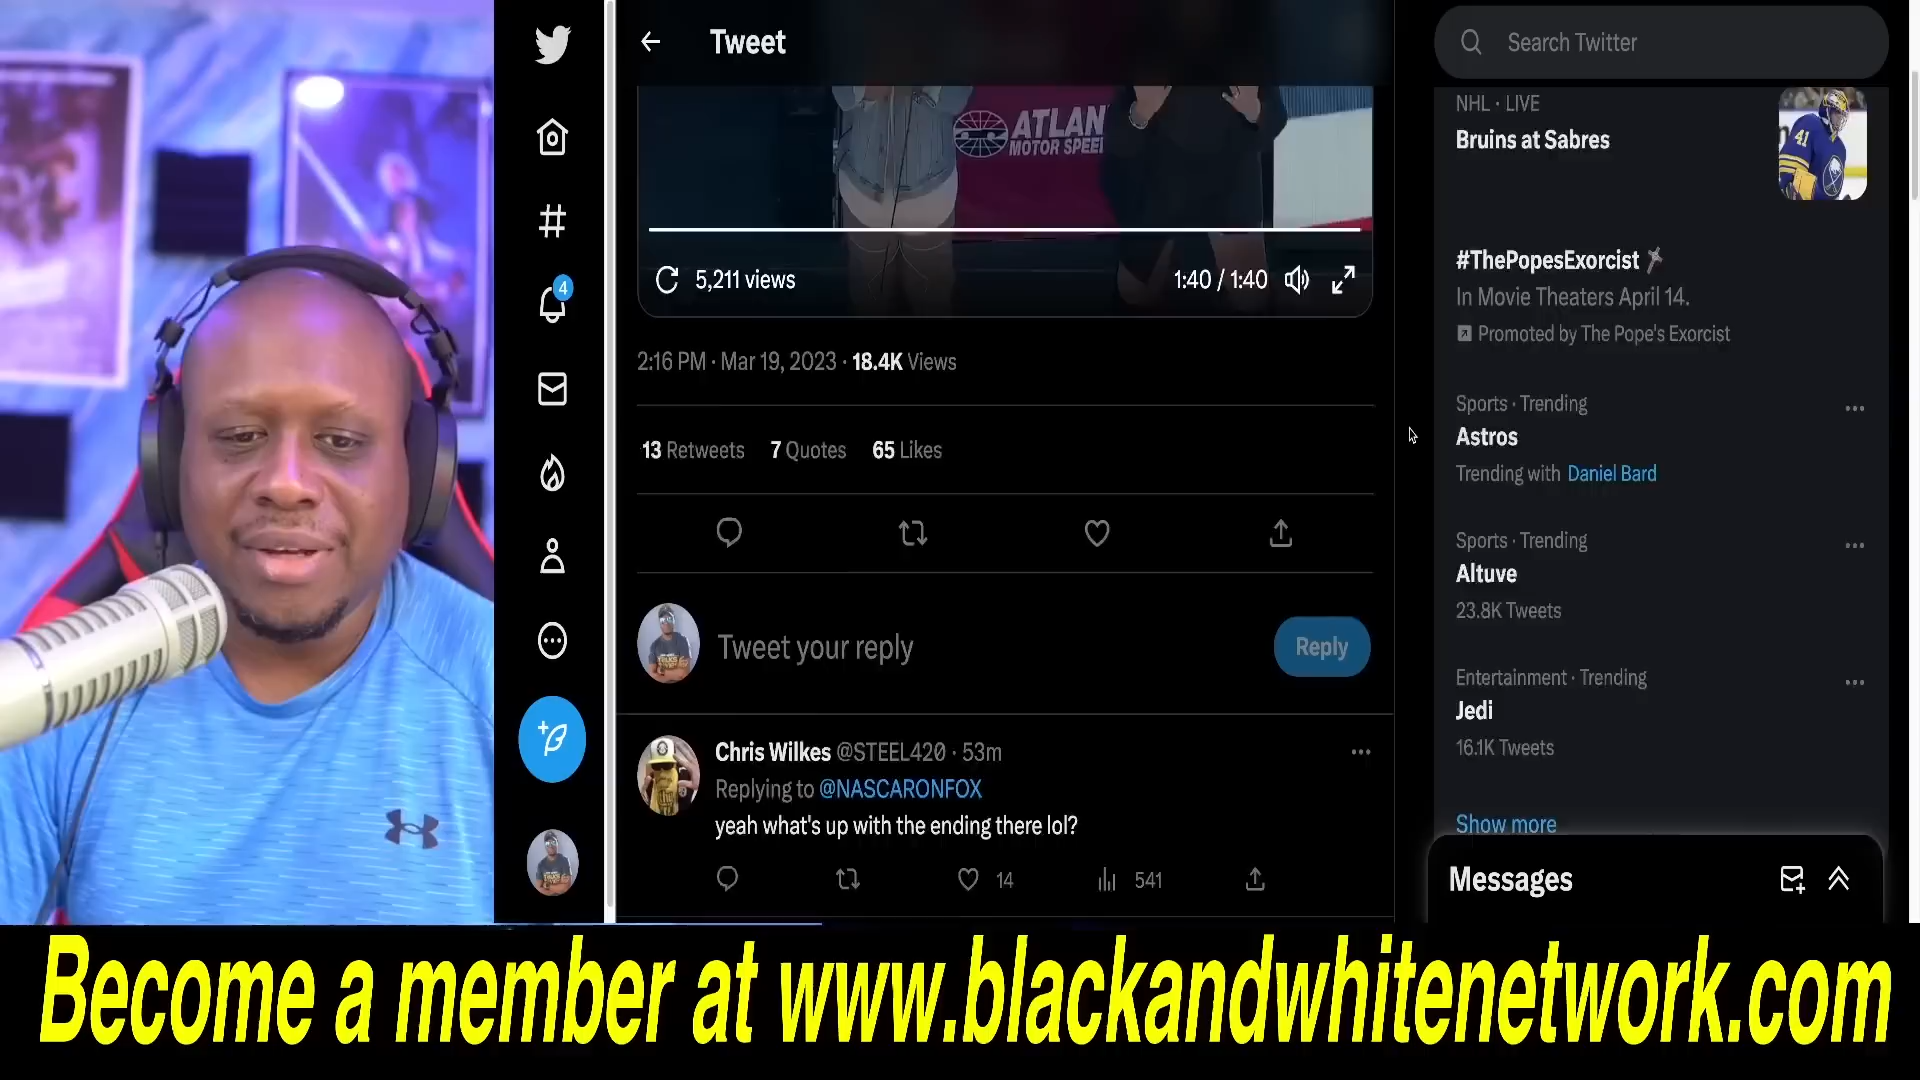 Tweet
ATLAN
MOTOR SPEE
5,211 views
1:40 / 1:40
2:16 PM · Mar 19, 2023 · 18.4K Views
13 Retweets 7 Quotes 65 Likes
Tweet your reply
Reply
Chris Wilkes @STEEL420 · 53m
Replying to @NASCARONFOX
yeah what's up with the ending there lol?
14
541
4
Search Twitter
NHL · LIVE
Bruins at Sabres
41
#ThePopesExorcist
In Movie Theaters April 14.
Promoted by The Pope's Exorcist
Sports · Trending
Astros
Trending with Daniel Bard
Sports · Trending
Altuve
23.8K Tweets
Entertainment · Trending
Jedi
16.1K Tweets
Show more
Messages
Become a member at www.blackandwhitenetwork.com